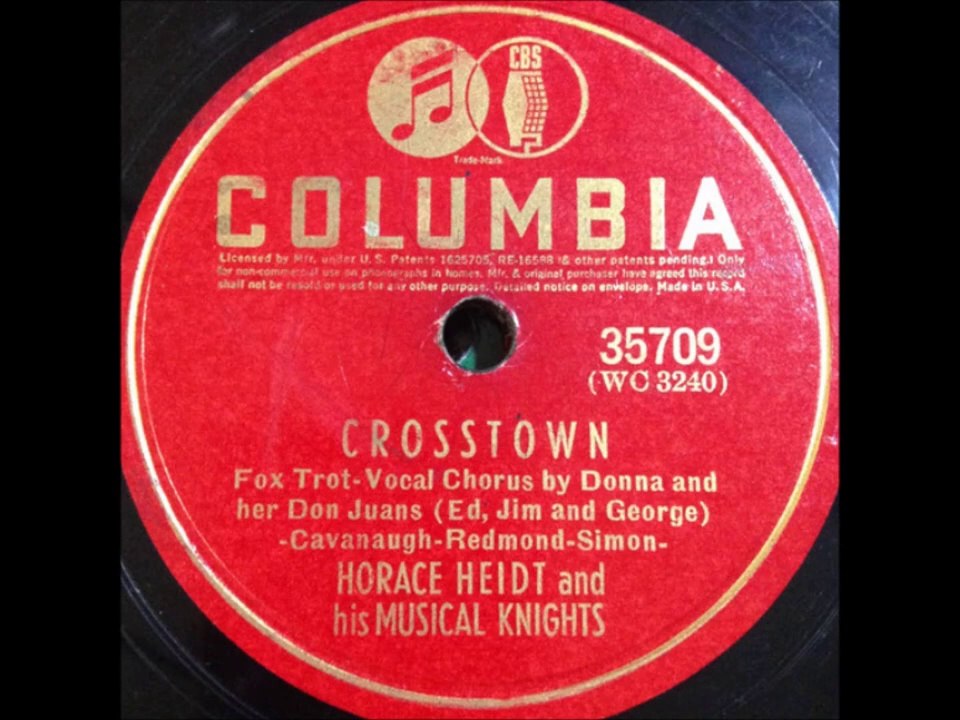 CBS
Trade-Mark
COLUMBIA
Licensed by Mfr. under U.S. Patents 1625705, RE-16588 (& other patents pending.) Only
for non-commercial use on phonographs in homes. Mfr. & original purchaser have agreed this record
shall not be resold or used for any other purpose. Detailed notice on envelope. Made in U.S.A.
35709
(WC 3240)
CROSSTOWN
Fox Trot-Vocal Chorus by Donna and
her Don Juans (Ed, Jim and George)
-Cavanaugh-Redmond-Simon-
HORACE HEIDT and
his MUSICAL KNIGHTS